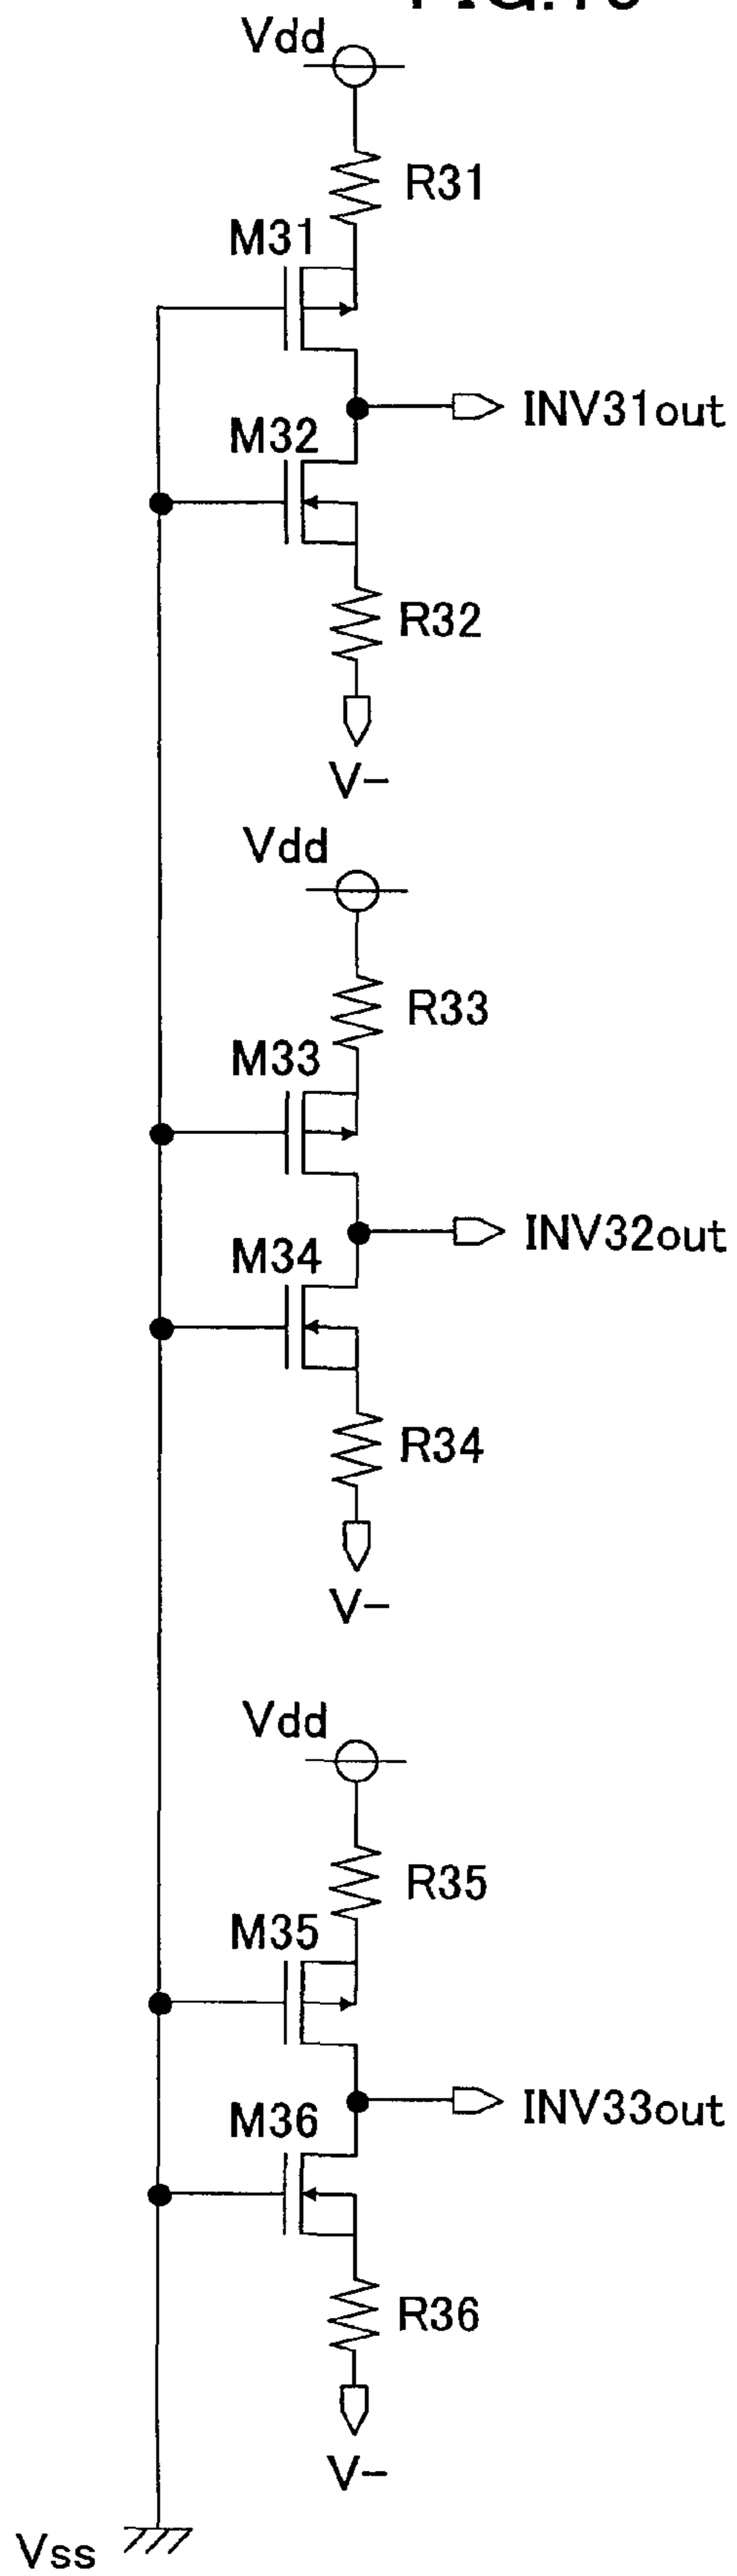 Vdd
R31
M31
INV31out
M32
R32
V−
Vdd
R33
M33
INV32out
M34
R34
V−
Vdd
R35
M35
INV33out
M36
R36
V−
Vss